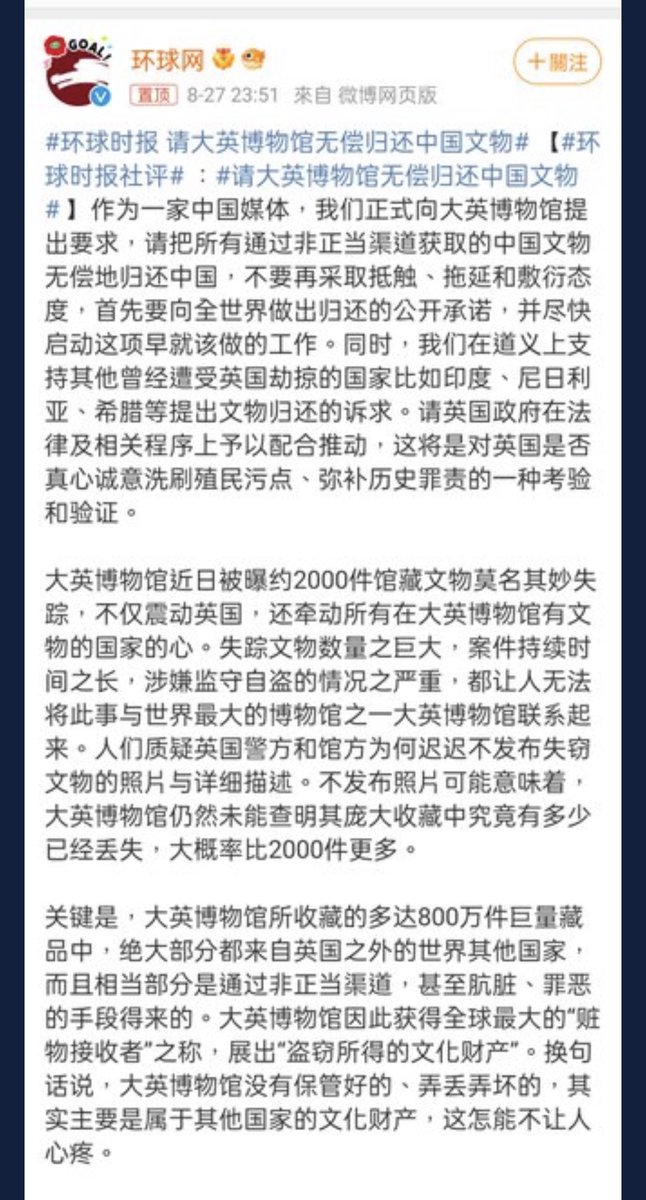 GOAL!
环球网
＋關注
置顶 8-27 23:51 來自 微博网页版
#环球时报 请大英博物馆无偿归还中国文物# 【#环
球时报社评#：#请大英博物馆无偿归还中国文物
#】作为一家中国媒体，我们正式向大英博物馆提
出要求，请把所有通过非正当渠道获取的中国文物
无偿地归还中国，不要再采取抵触、拖延和敷衍态
度，首先要向全世界做出归还的公开承诺，并尽快
启动这项早就该做的工作。同时，我们在道义上支
持其他曾经遭受英国劫掠的国家比如印度、尼日利
亚、希腊等提出文物归还的诉求。请英国政府在法
律及相关程序上予以配合推动，这将是对英国是否
真心诚意洗刷殖民污点、弥补历史罪责的一种考验
和验证。
大英博物馆近日被曝约2000件馆藏文物莫名其妙失
踪，不仅震动英国，还牵动所有在大英博物馆有文
物的国家的心。失踪文物数量之巨大，案件持续时
间之长，涉嫌监守自盗的情况之严重，都让人无法
将此事与世界最大的博物馆之一大英博物馆联系起
来。人们质疑英国警方和馆方为何迟迟不发布失窃
文物的照片与详细描述。不发布照片可能意味着，
大英博物馆仍然未能查明其庞大收藏中究竟有多少
已经丢失，大概率比2000件更多。
关键是，大英博物馆所收藏的多达800万件巨量藏
品中，绝大部分都来自英国之外的世界其他国家，
而且相当部分是通过非正当渠道，甚至肮脏、罪恶
的手段得来的。大英博物馆因此获得全球最大的“赃
物接收者”之称，展出“盗窃所得的文化财产”。换句
话说，大英博物馆没有保管好的、弄丢弄坏的，其
实主要是属于其他国家的文化财产，这怎能不让人
心疼。